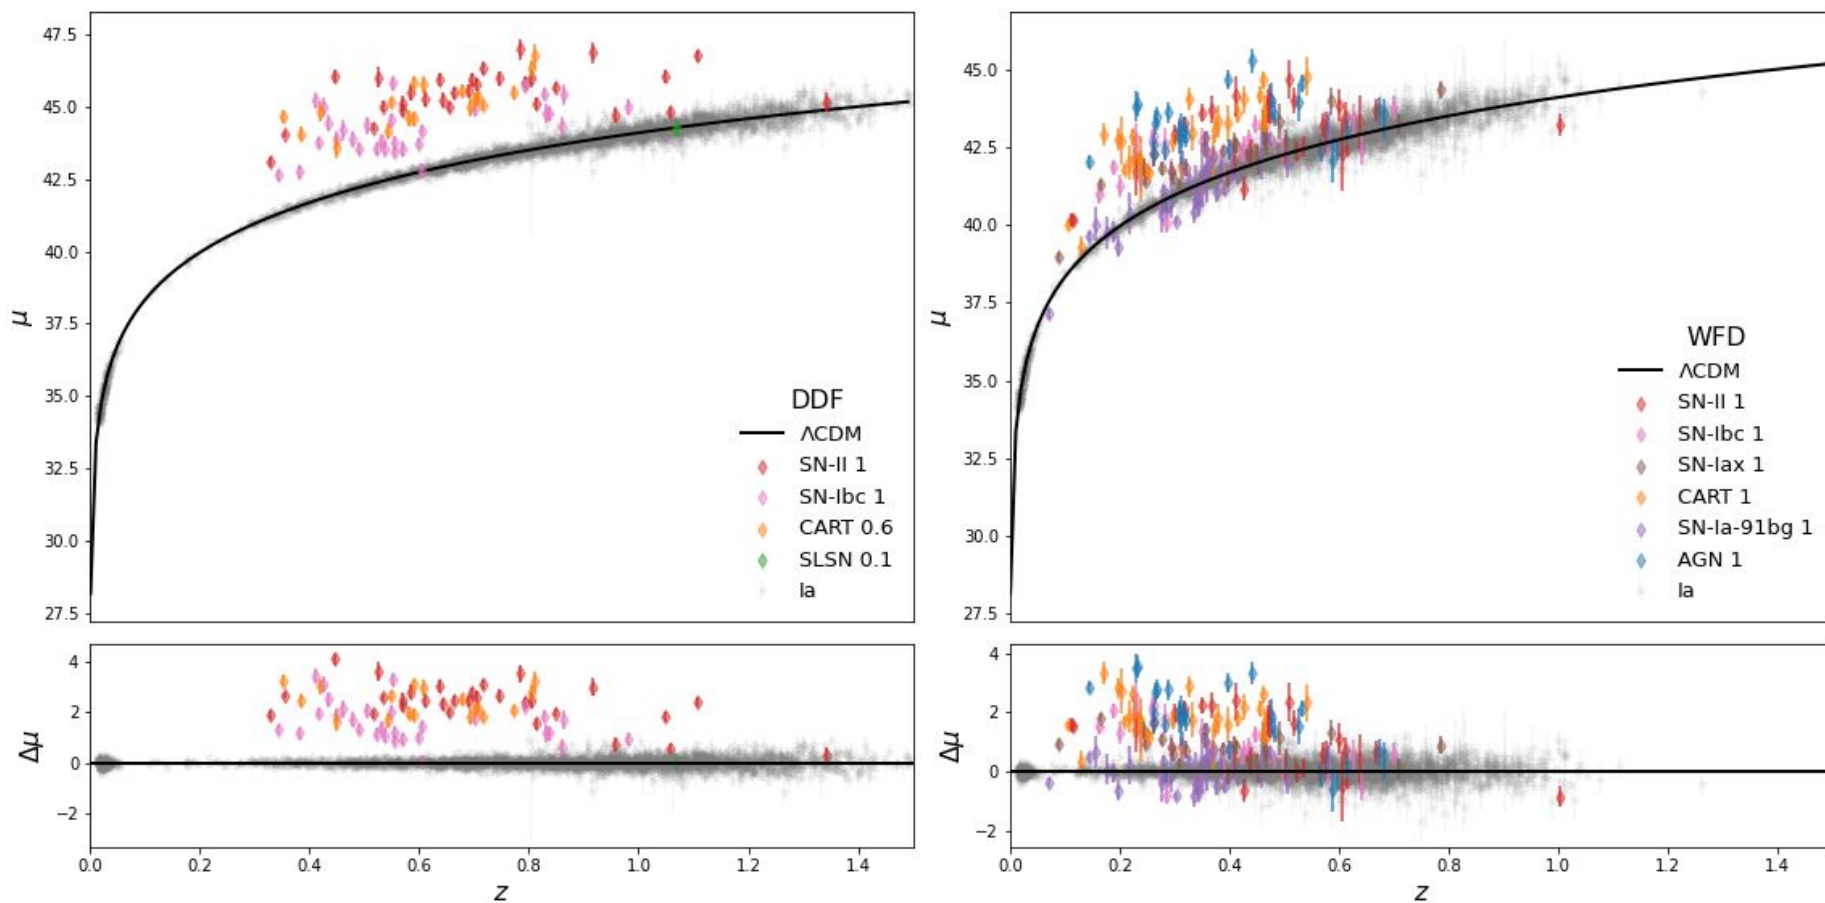 47.5
45.0
42.5
40.0
37.5
35.0
32.5
30.0
27.5
μ
DDF
ΛCDM
SN-II 1
SN-Ibc 1
CART 0.6
SLSN 0.1
Ia
4
2
0
−2
Δμ
0.0 0.2 0.4 0.6 0.8 1.0 1.2 1.4
z
45.0
42.5
40.0
37.5
35.0
32.5
30.0
27.5
μ
WFD
ΛCDM
SN-II 1
SN-Ibc 1
SN-Iax 1
CART 1
SN-Ia-91bg 1
AGN 1
Ia
4
2
0
−2
Δμ
0.0 0.2 0.4 0.6 0.8 1.0 1.2 1.4
z